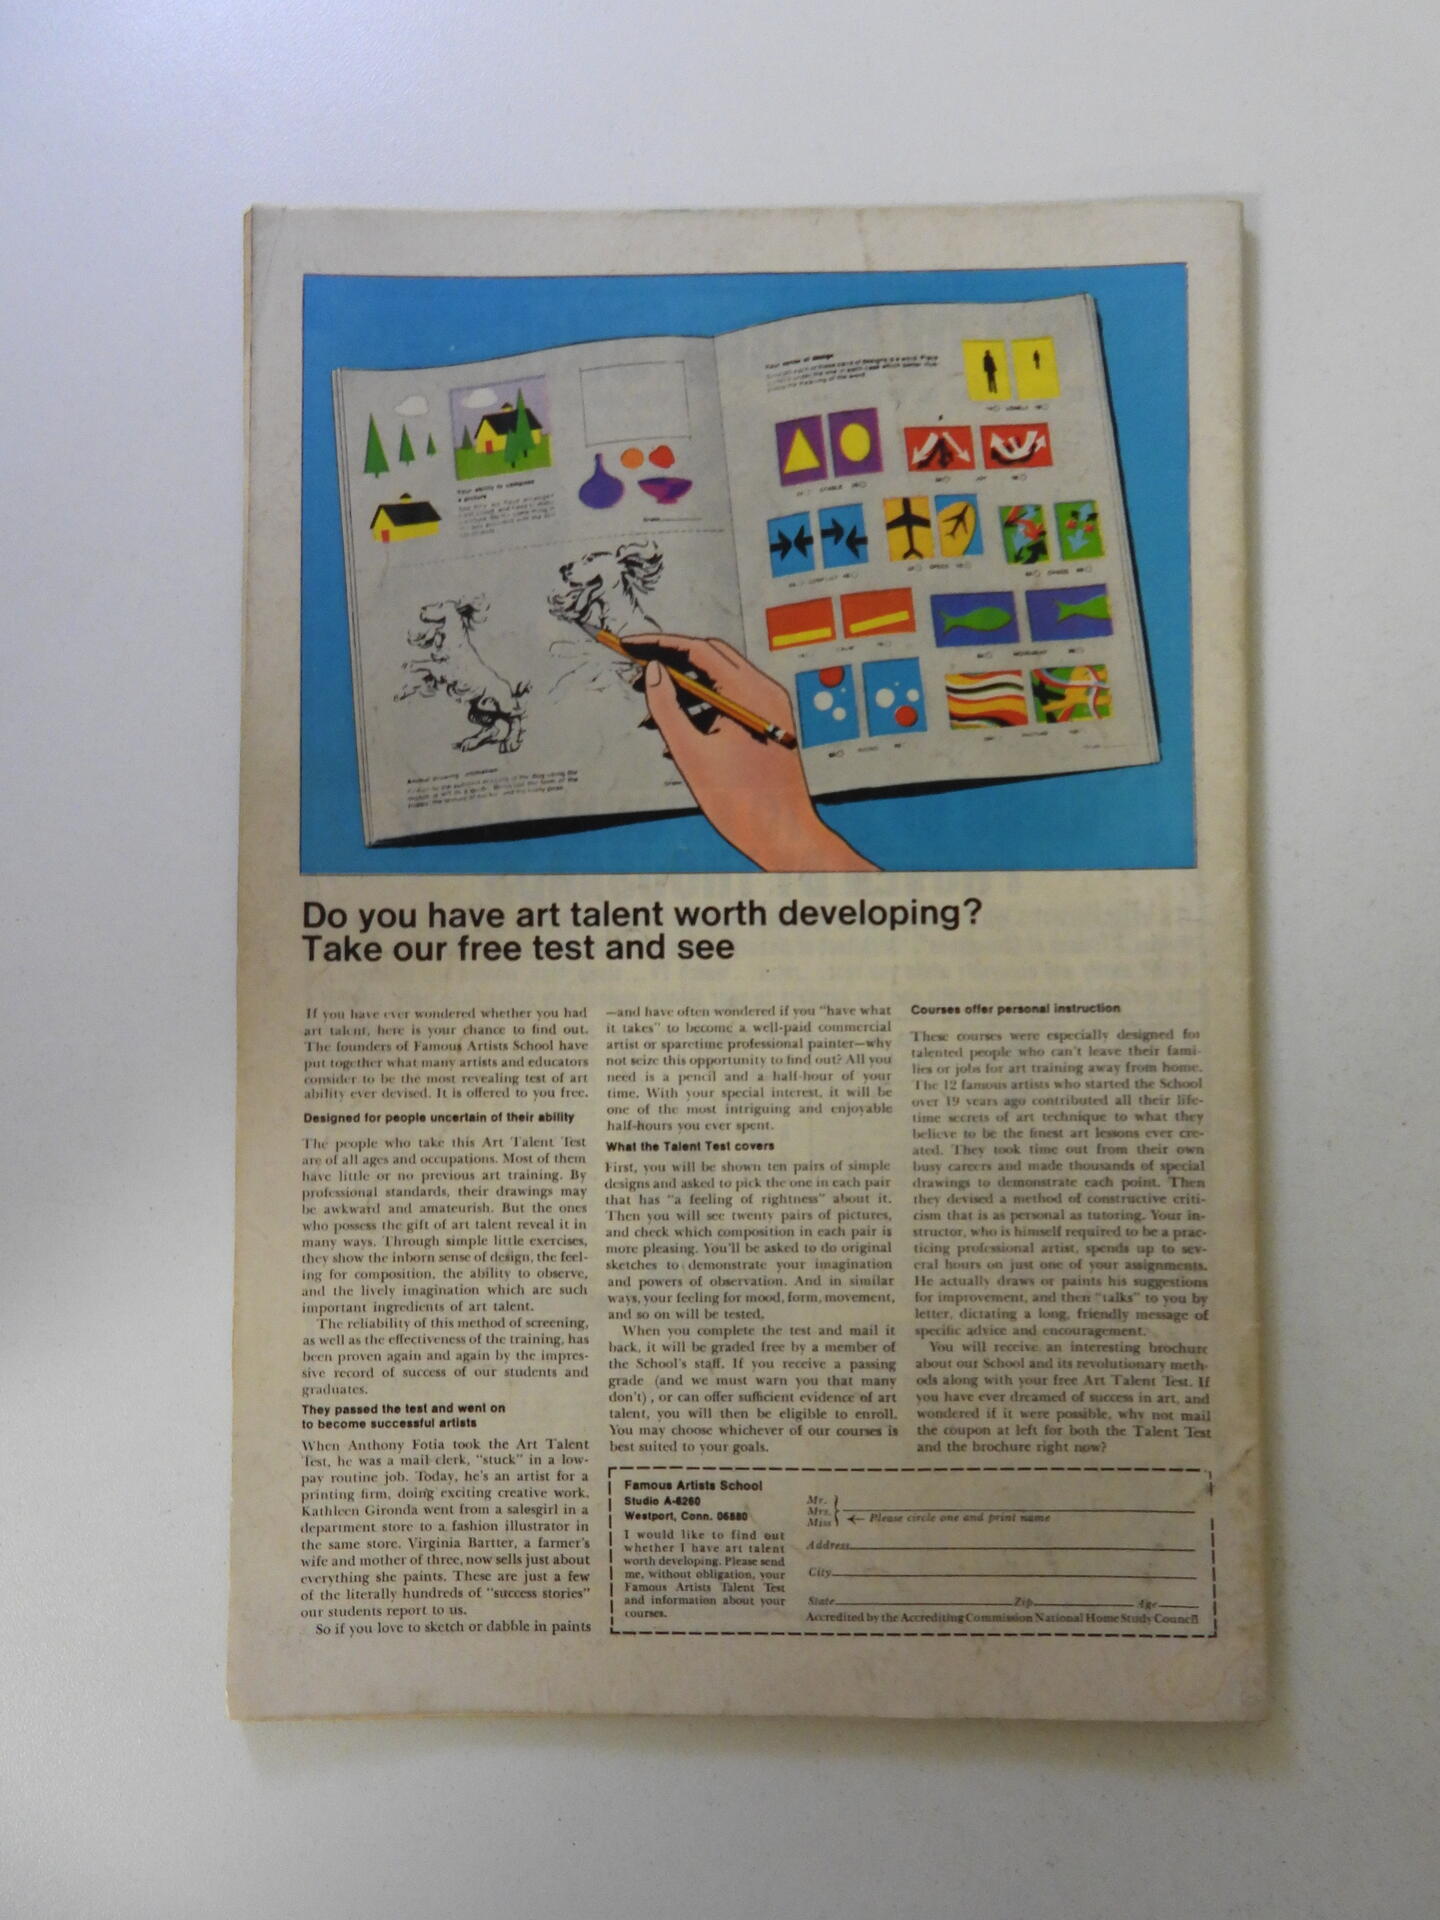 Your sense of design
LONELY
Your ability to compose
a picture
STABLE
JOY
CONFLICT
SPEED
CHAOS
MOVEMENT
Do you have art talent worth developing?
Take our free test and see
If you have ever wondered whether you had
art talent, here is your chance to find out.
The founders of Famous Artists School have
put together what many artists and educators
consider to be the most revealing test of art
ability ever devised. It is offered to you free.
Designed for people uncertain of their ability
The people who take this Art Talent Test
are of all ages and occupations. Most of them
have little or no previous art training. By
professional standards, their drawings may
be awkward and amateurish. But the ones
who possess the gift of art talent reveal it in
many ways. Through simple little exercises,
they show the inborn sense of design, the feel-
ing for composition, the ability to observe,
and the lively imagination which are such
important ingredients of art talent.
The reliability of this method of screening,
as well as the effectiveness of the training, has
been proven again and again by the impres-
sive record of success of our students and
graduates.
They passed the test and went on
to become successful artists
When Anthony Fotia took the Art Talent
Test, he was a mail clerk, "stuck" in a low-
pay routine job. Today, he's an artist for a
printing firm, doing exciting creative work.
Kathleen Gironda went from a salesgirl in a
department store to a fashion illustrator in
the same store. Virginia Bartter, a farmer's
wife and mother of three, now sells just about
everything she paints. These are just a few
of the literally hundreds of "success stories"
our students report to us.
So if you love to sketch or dabble in paints
—and have often wondered if you "have what
it takes" to become a well-paid commercial
artist or sparetime professional painter—why
not seize this opportunity to find out? All you
need is a pencil and a half-hour of your
time. With your special interest, it will be
one of the most intriguing and enjoyable
half-hours you ever spent.
What the Talent Test covers
First, you will be shown ten pairs of simple
designs and asked to pick the one in each pair
that has "a feeling of rightness" about it.
Then you will see twenty pairs of pictures,
and check which composition in each pair is
more pleasing. You'll be asked to do original
sketches to demonstrate your imagination
and powers of observation. And in similar
ways, your feeling for mood, form, movement,
and so on will be tested.
When you complete the test and mail it
back, it will be graded free by a member of
the School's staff. If you receive a passing
grade (and we must warn you that many
don't), or can offer sufficient evidence of art
talent, you will then be eligible to enroll.
You may choose whichever of our courses is
best suited to your goals.
Courses offer personal instruction
These courses were especially designed for
talented people who can't leave their fami-
lies or jobs for art training away from home.
The 12 famous artists who started the School
over 19 years ago contributed all their life-
time secrets of art technique to what they
believe to be the finest art lessons ever cre-
ated. They took time out from their own
busy careers and made thousands of special
drawings to demonstrate each point. Then
they devised a method of constructive criti-
cism that is as personal as tutoring. Your in-
structor, who is himself required to be a prac-
ticing professional artist, spends up to sev-
eral hours on just one of your assignments.
He actually draws or paints his suggestions
for improvement, and then "talks" to you by
letter, dictating a long, friendly message of
specific advice and encouragement.
You will receive an interesting brochure
about our School and its revolutionary meth-
ods along with your free Art Talent Test. If
you have ever dreamed of success in art, and
wondered if it were possible, why not mail
the coupon at left for both the Talent Test
and the brochure right now?
Famous Artists School
Studio A-6260
Westport, Conn. 06880
I would like to find out
whether I have art talent
worth developing. Please send
me, without obligation, your
Famous Artists Talent Test
and information about your
courses.
Mr.
Mrs.
Miss
← Please circle one and print name
Address
City
State Zip Age
Accredited by the Accrediting Commission National Home Study Council